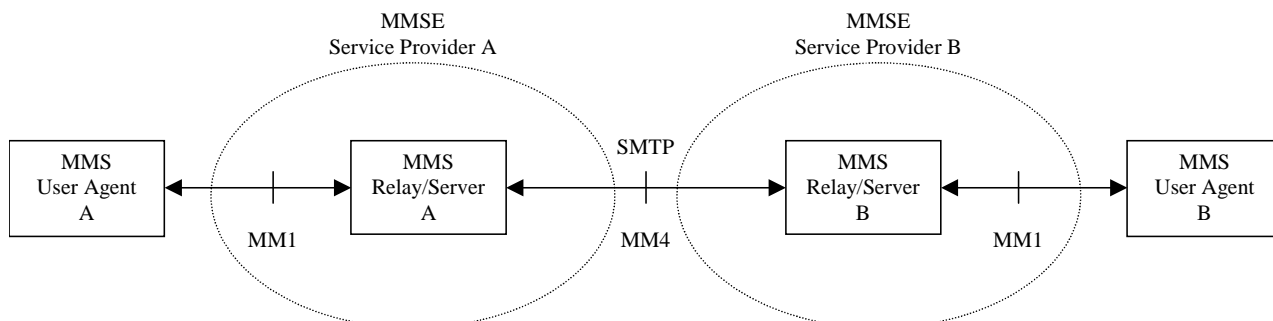 MMSE
Service Provider A
MMSE
Service Provider B
MMS
User Agent
A
MMS
Relay/Server
A
SMTP
MMS
Relay/Server
B
MMS
User Agent
B
MM1
MM4
MM1